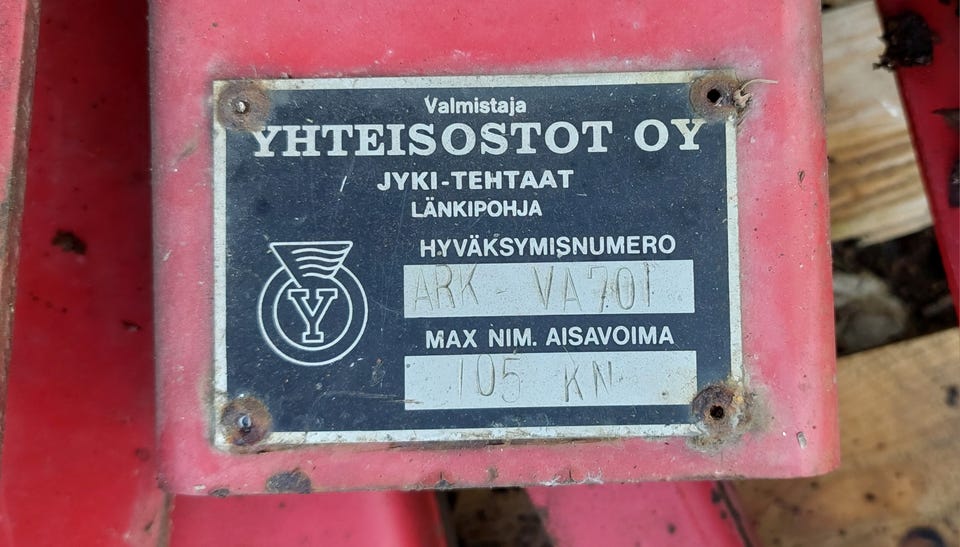 Valmistaja
YHTEISOSTOT OY
JYKI-TEHTAAT
LÄNKIPOHJA
HYVÄKSYMISNUMERO
ARK - VA701
Y
MAX NIM. AISAVOIMA
105 KN